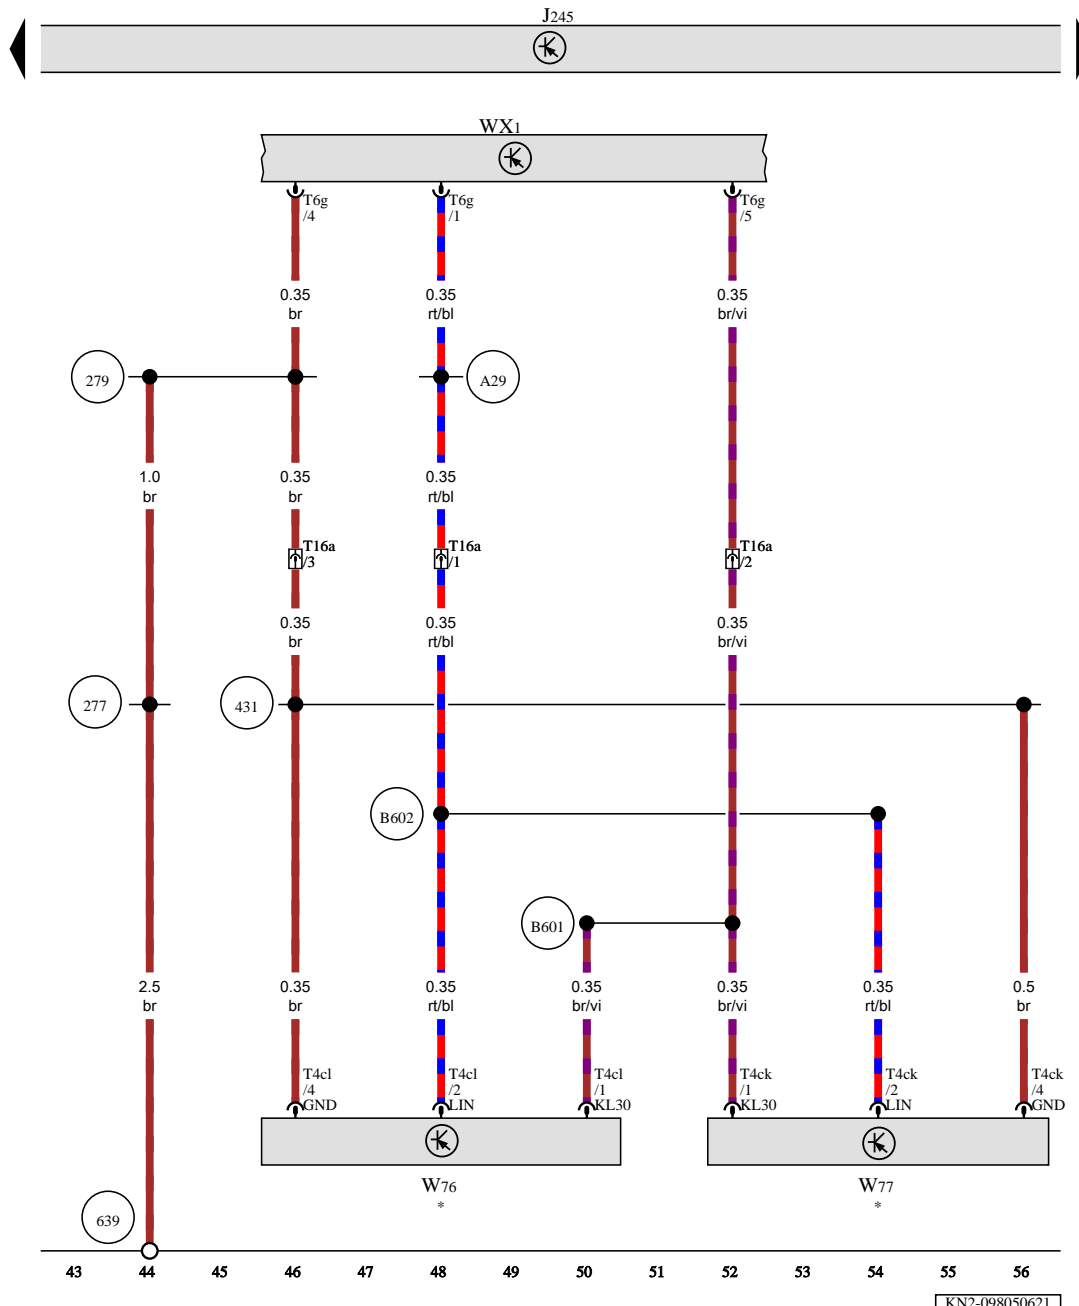 J245
WX1
T6g
/4
T6g
/1
T6g
/5
0.35
br
0.35
rt/bl
0.35
br/vi
279
A29
1.0
br
0.35
br
0.35
rt/bl
T16a
/3
T16a
/1
T16a
/2
0.35
br
0.35
rt/bl
0.35
br/vi
277
431
B602
B601
2.5
br
0.35
br
0.35
rt/bl
0.35
br/vi
0.35
br/vi
0.35
rt/bl
0.5
br
T4cl
/4
GND
T4cl
/2
LIN
T4cl
/1
KL30
T4ck
/1
KL30
T4ck
/2
LIN
T4ck
/4
GND
W76
*
W77
*
639
43 44 45 46 47 48 49 50 51 52 53 54 55 56
KN2-098050621